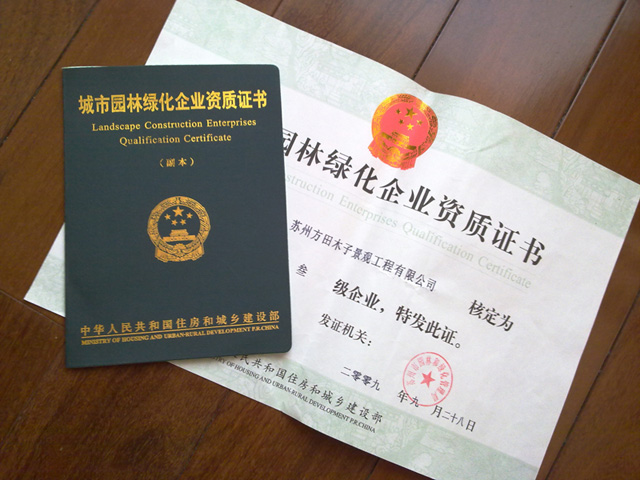 城市园林绿化企业资质证书
Landscape Construction Enterprises
Qualification Certificate
（副本）
中华人民共和国住房和城乡建设部
MINISTRY OF HOUSING AND URBAN-RURAL DEVELOPMENT P.R.CHINA
园林绿化企业资质证书
Construction Enterprises Qualification Certificate
苏州方田木子景观工程有限公司 核定为
叁 级企业，特发此证。
发证机关：
二零零九年九月二十八日
人民共和国住房和城乡建设部
OF HOUSING AND URBAN-RURAL DEVELOPMENT P.R.CHINA